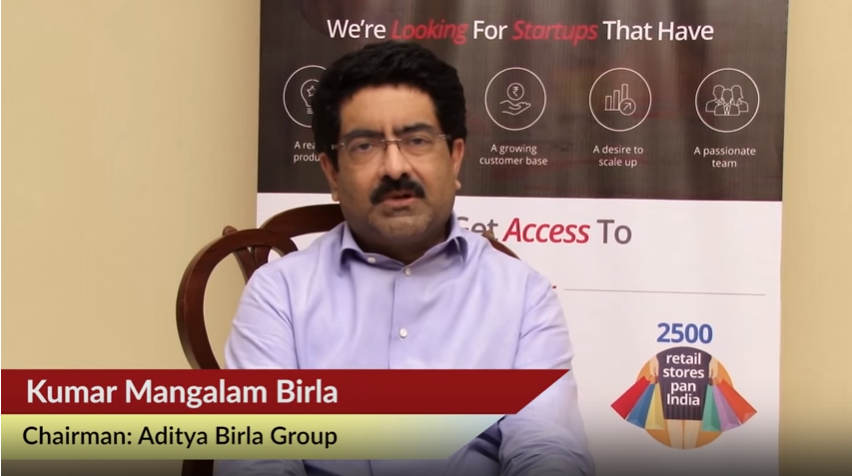 We're Looking For Startups That Have
A
produ
A growing
customer base
A desire to
scale up
A passionate
team
Get Access To
2500
retail
stores
pan
India
Kumar Mangalam Birla
Chairman: Aditya Birla Group